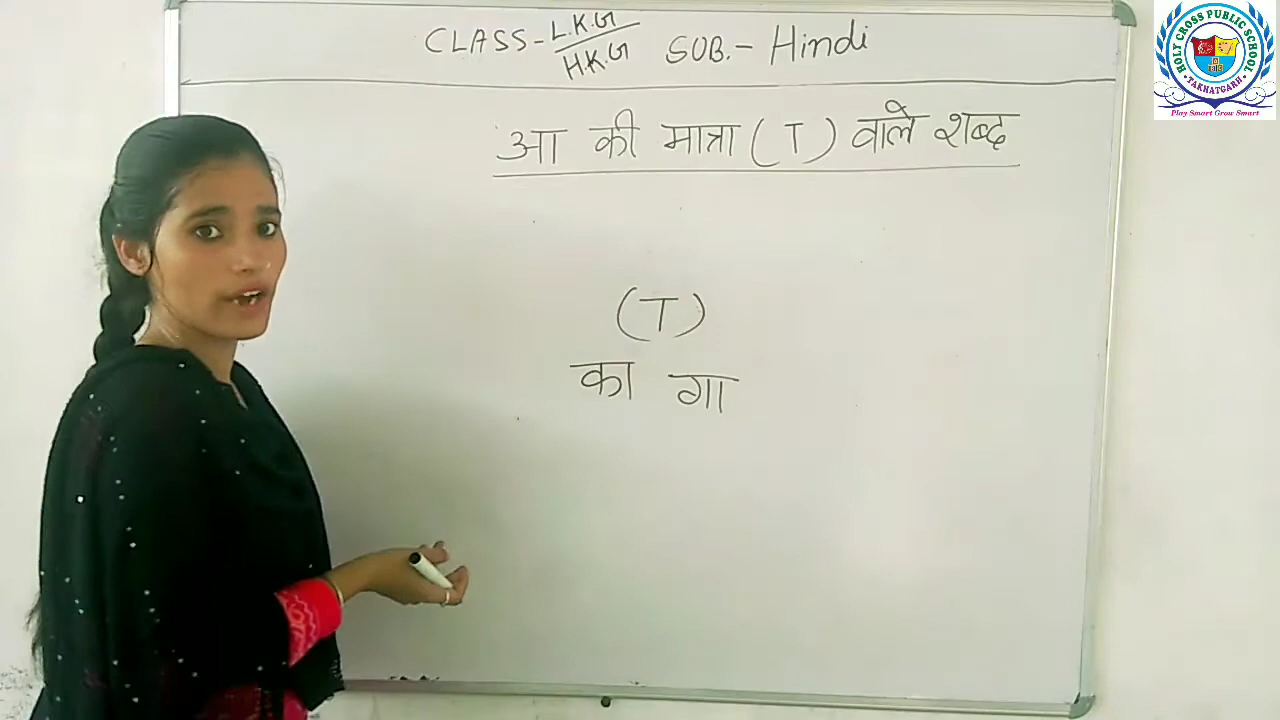 CLASS- L.K.G / H.K.G SUB.- Hindi
आ की मात्रा ( ा ) वाले शब्द
( ा )
का गा
HOLY CROSS PUBLIC SCHOOL
TAKHATGARH
Play Smart Grow Smart